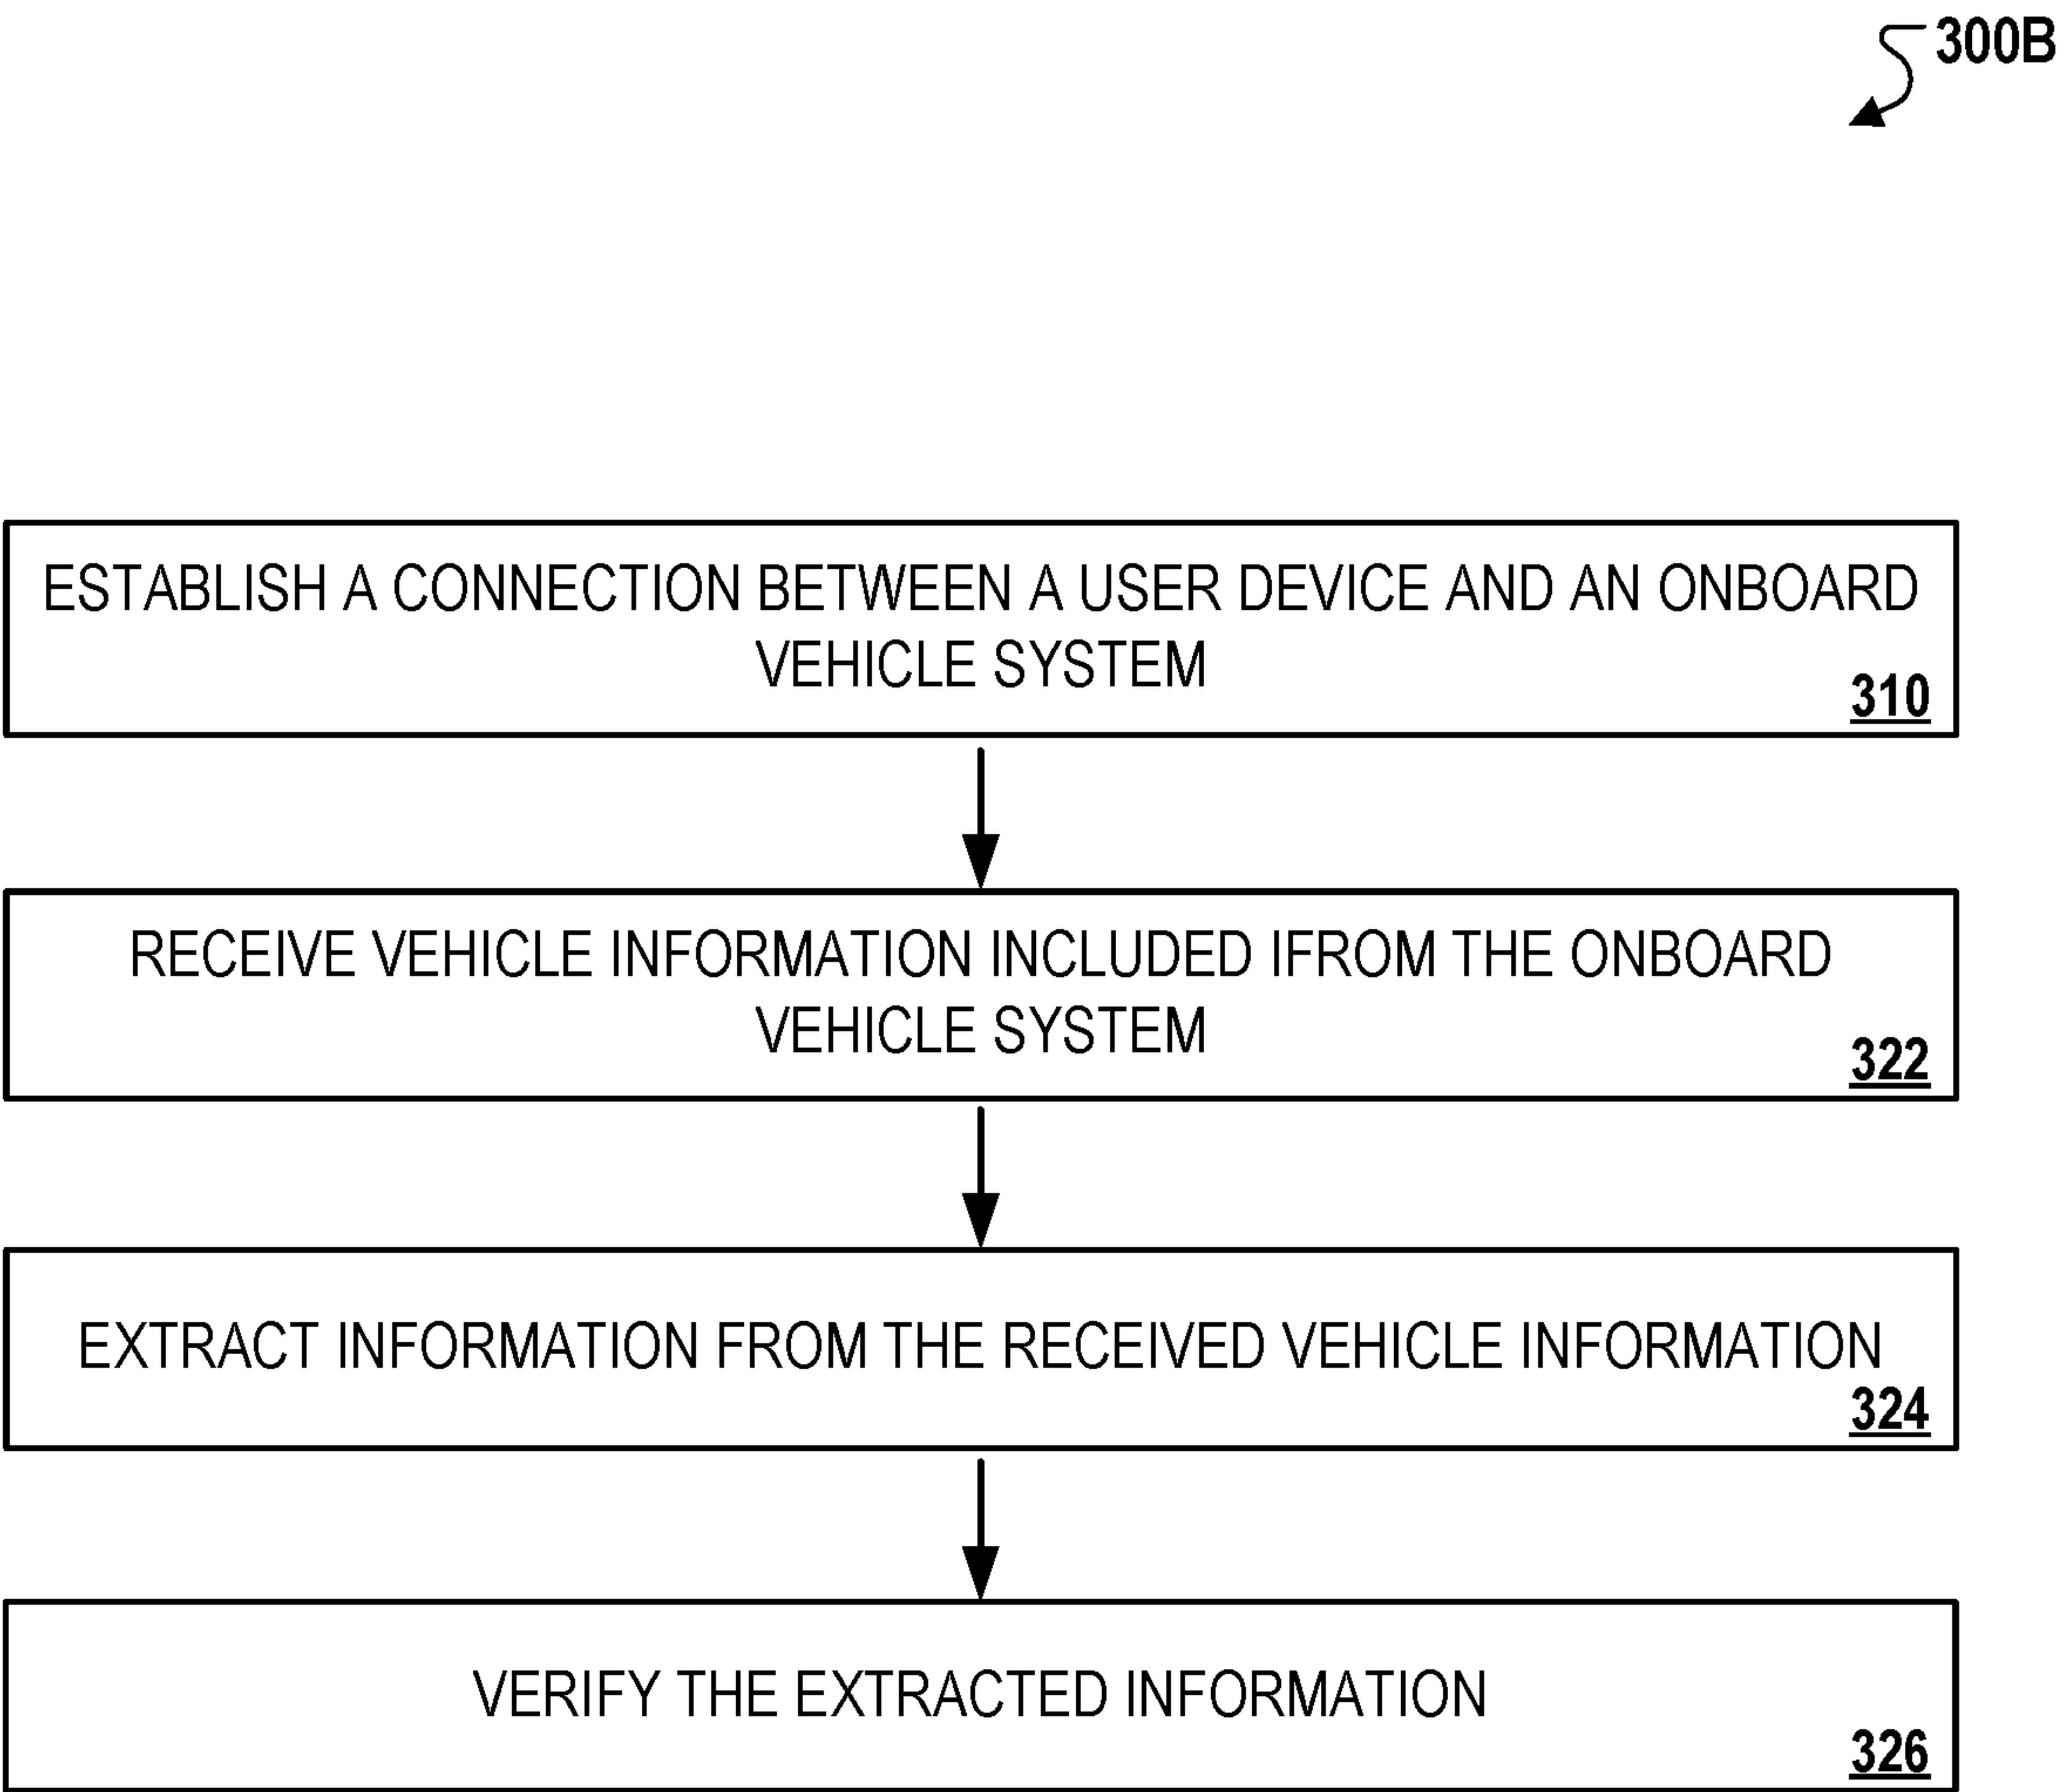 300B
ESTABLISH A CONNECTION BETWEEN A USER DEVICE AND AN ONBOARD
VEHICLE SYSTEM
310
RECEIVE VEHICLE INFORMATION INCLUDED IFROM THE ONBOARD
VEHICLE SYSTEM
322
EXTRACT INFORMATION FROM THE RECEIVED VEHICLE INFORMATION
324
VERIFY THE EXTRACTED INFORMATION
326